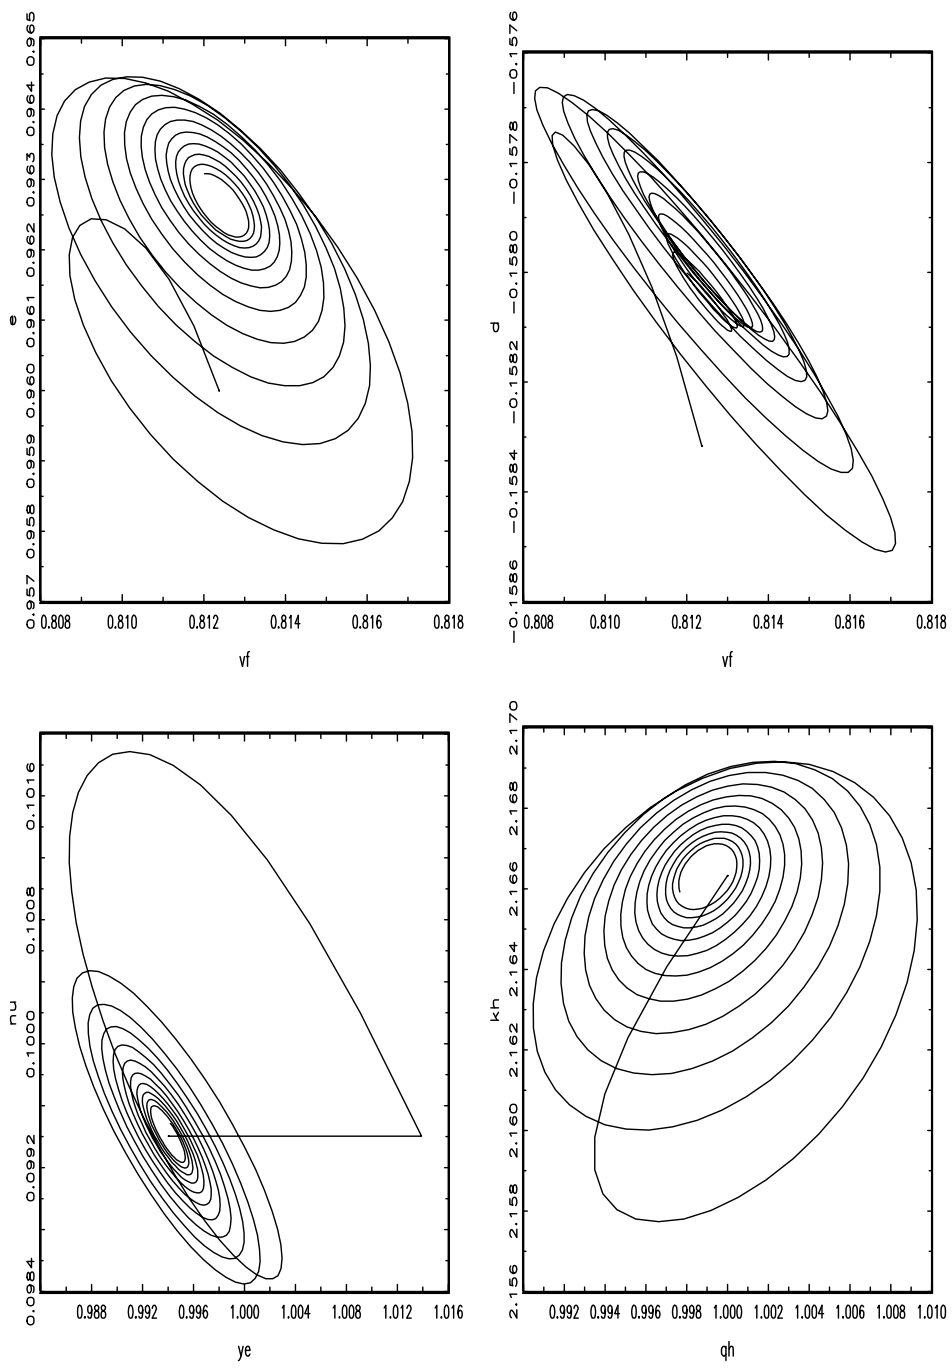 e
0.957 0.958 0.959 0.960 0.961 0.962 0.963 0.964 0.965
0.808 0.810 0.812 0.814 0.816 0.818
vf
d
−0.1586 −0.1584 −0.1582 −0.1580 −0.1578 −0.1576
0.808 0.810 0.812 0.814 0.816 0.818
vf
nu
0.0984 0.0992 0.1000 0.1008 0.1016
0.988 0.992 0.996 1.000 1.004 1.008 1.012 1.016
ye
kh
2.156 2.158 2.160 2.162 2.164 2.166 2.168 2.170
0.992 0.994 0.996 0.998 1.000 1.002 1.004 1.006 1.008 1.010
qh